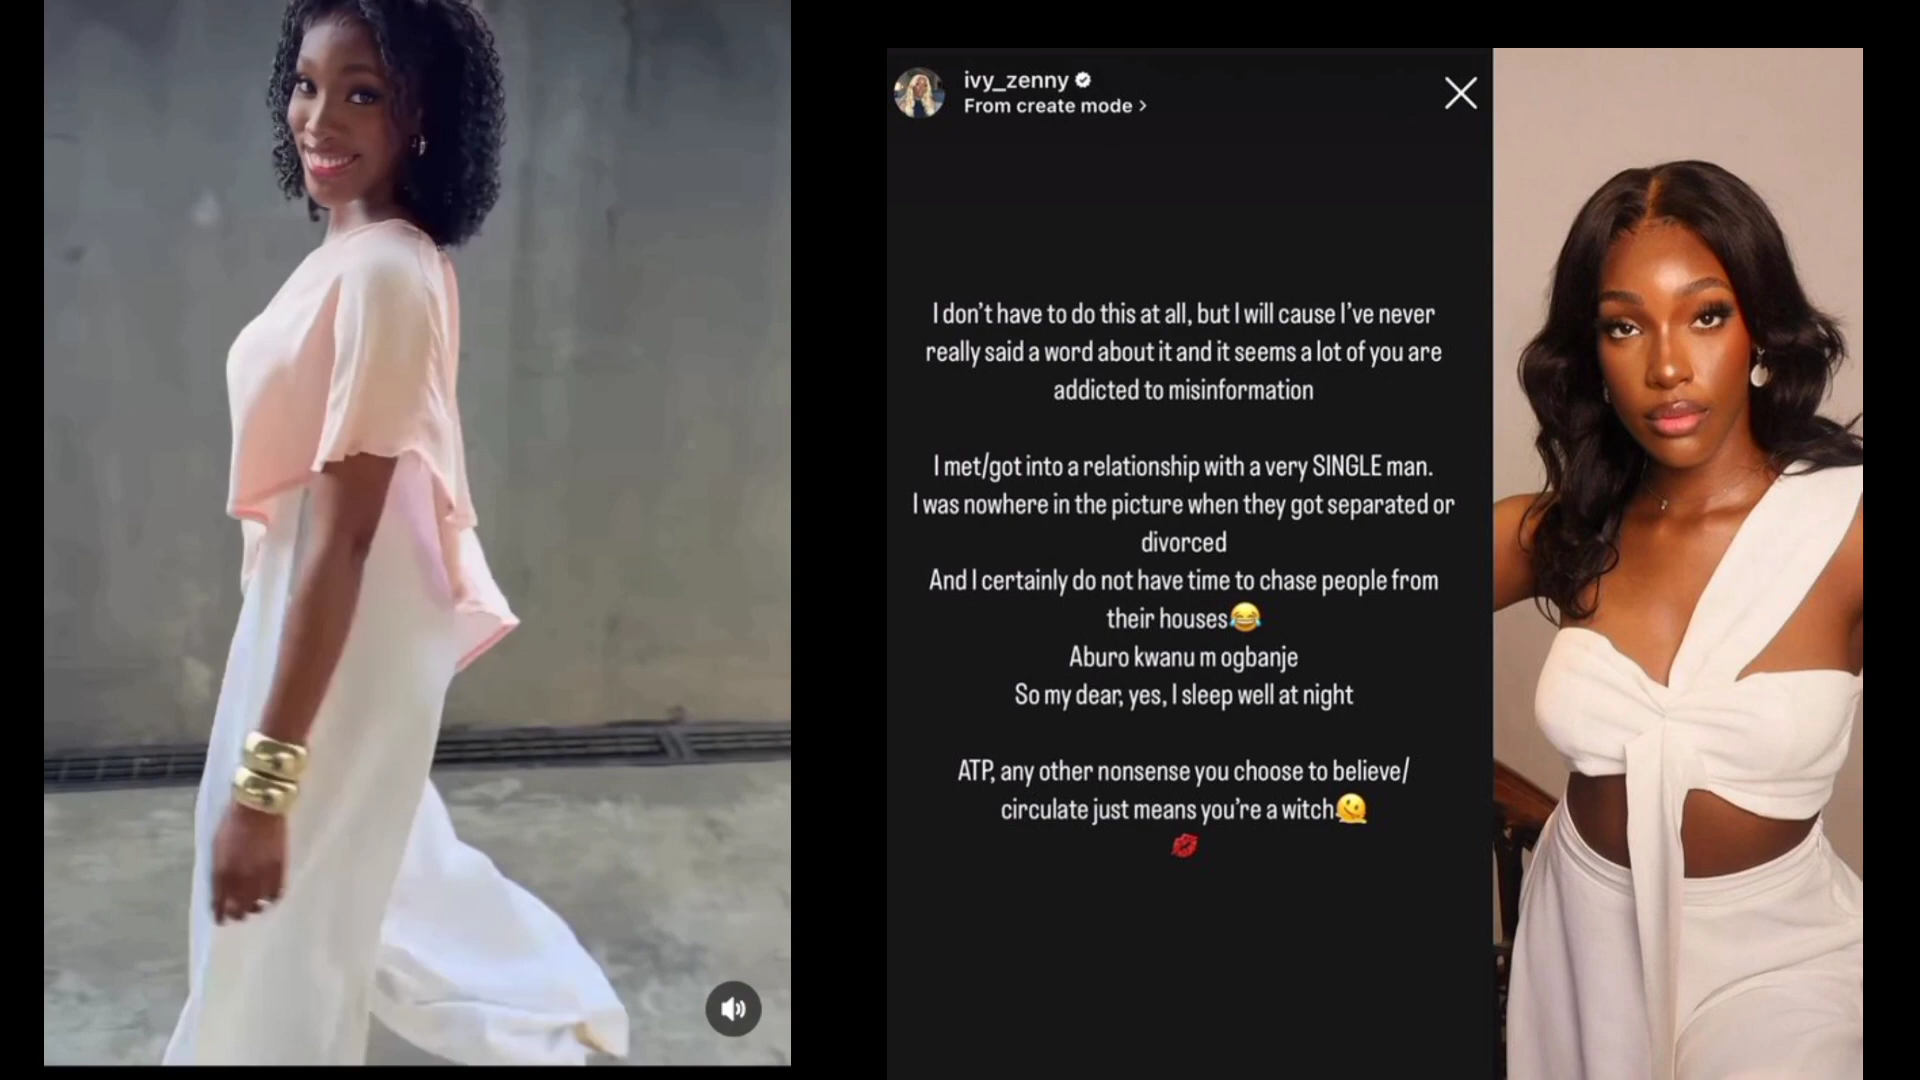 ivy_zenny
From create mode >
I don't have to do this at all, but I will cause I've never
really said a word about it and it seems a lot of you are
addicted to misinformation
I met/got into a relationship with a very SINGLE man.
I was nowhere in the picture when they got separated or
divorced
And I certainly do not have time to chase people from
their houses😂
Aburo kwanu m ogbanje
So my dear, yes, I sleep well at night
ATP, any other nonsense you choose to believe/
circulate just means you're a witch🫠
💋